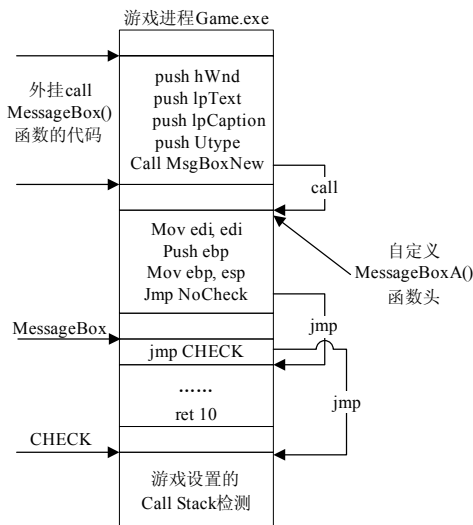 游戏进程Game.exe
外挂call
MessageBox()
函数的代码
push hWnd
push lpText
push lpCaption
push Utype
Call MsgBoxNew
call
Mov edi, edi
Push ebp
Mov ebp, esp
Jmp NoCheck
自定义
MessageBoxA()
函数头
jmp
MessageBox
jmp CHECK
······
ret 10
jmp
CHECK
游戏设置的
Call Stack检测